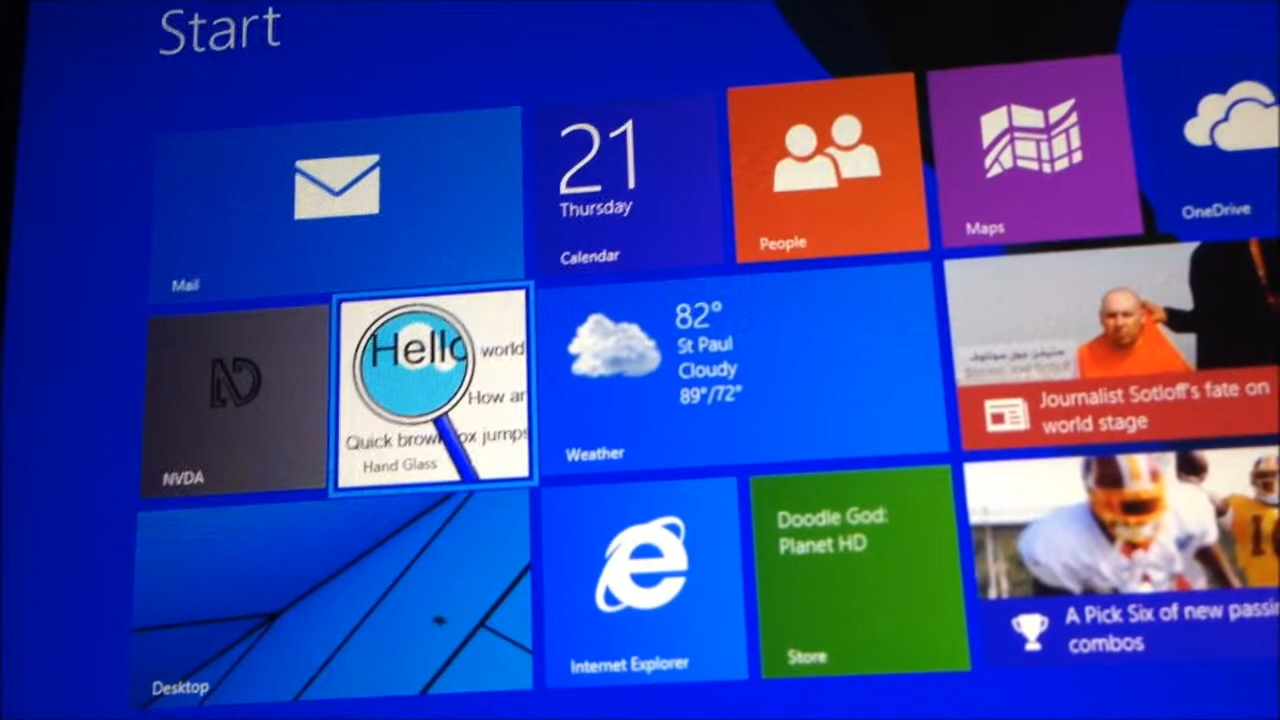 Start
Mail
21
Thursday
Calendar
People
Maps
OneDrive
NVDA
Hello world
How ar
Quick brown fox jumps
Hand Glass
82°
St Paul
Cloudy
89°/72°
Weather
Journalist Sotloff's fate on
world stage
Desktop
Internet Explorer
Doodle God:
Planet HD
Store
A Pick Six of new passi
combos